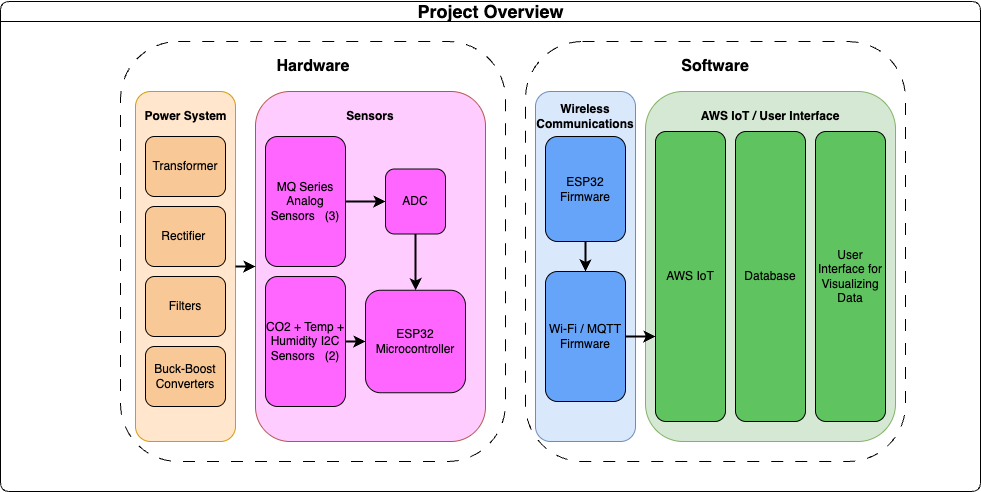 Project Overview
Hardware
Software
Power System
Transformer
Rectifier
Filters
Buck-Boost
Converters
Sensors
MQ Series
Analog
Sensors (3)
ADC
CO2 + Temp +
Humidity I2C
Sensors (2)
ESP32
Microcontroller
Wireless
Communications
ESP32
Firmware
Wi-Fi / MQTT
Firmware
AWS IoT / User Interface
AWS IoT
Database
User
Interface for
Visualizing
Data